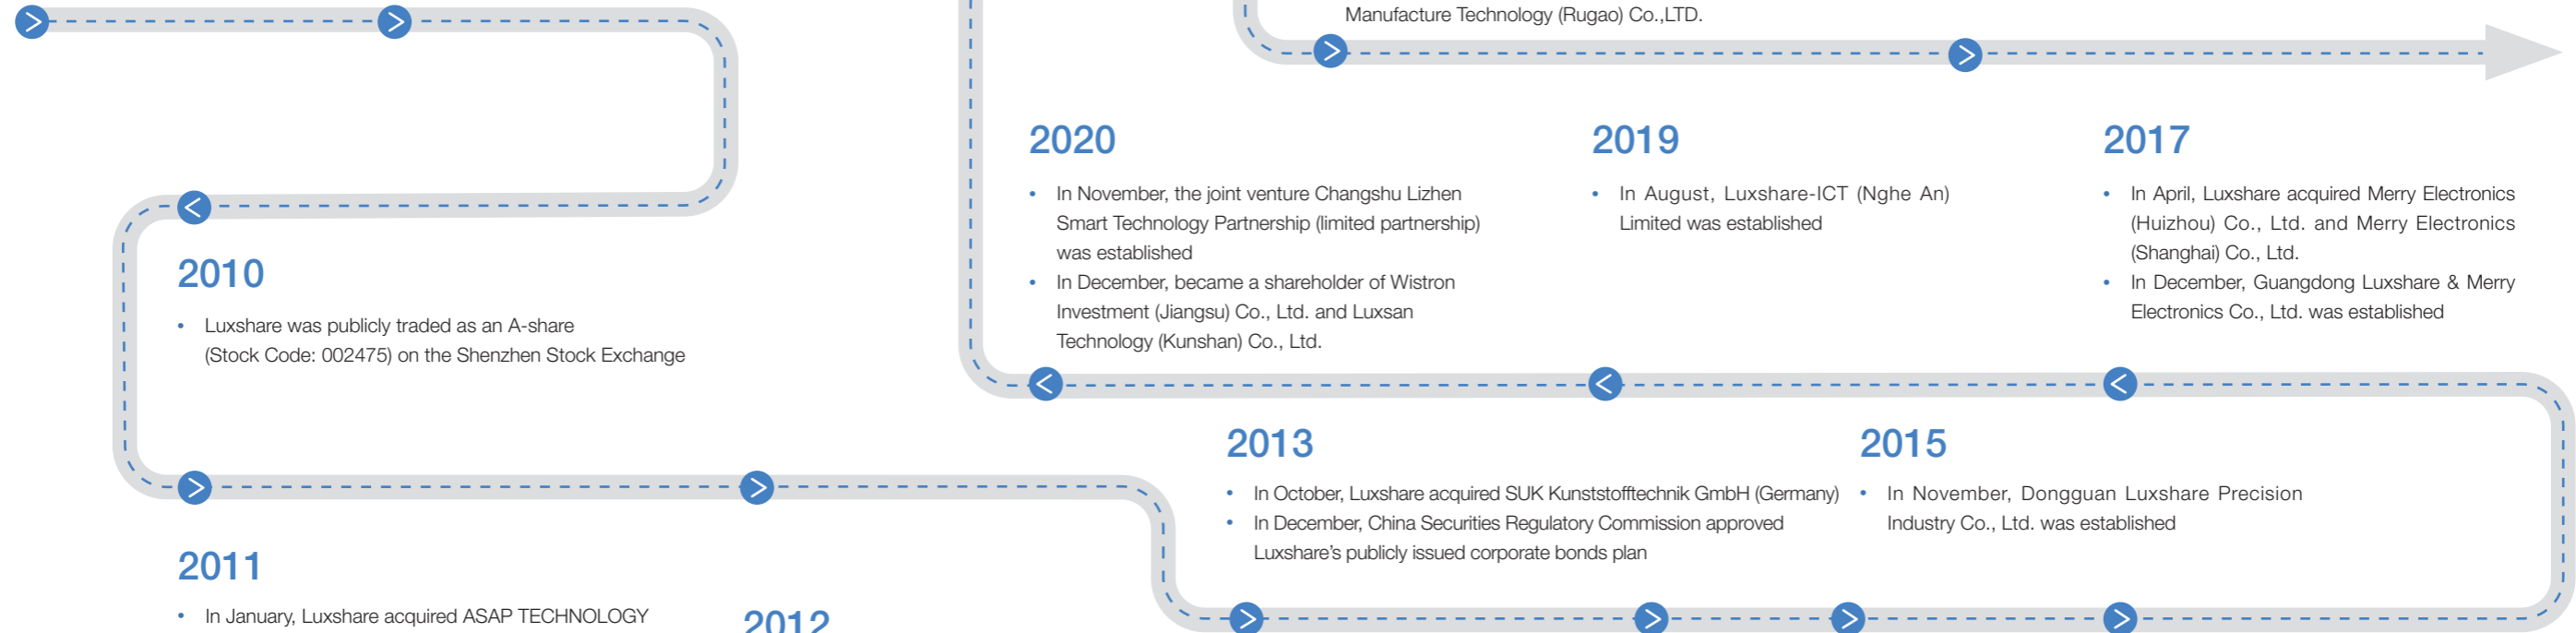 Manufacture Technology (Rugao) Co.,LTD.
2020
• In November, the joint venture Changshu Lizhen
Smart Technology Partnership (limited partnership)
was established
• In December, became a shareholder of Wistron
Investment (Jiangsu) Co., Ltd. and Luxsan
Technology (Kunshan) Co., Ltd.
2019
• In August, Luxshare-ICT (Nghe An)
Limited was established
2017
• In April, Luxshare acquired Merry Electronics
(Huizhou) Co., Ltd. and Merry Electronics
(Shanghai) Co., Ltd.
• In December, Guangdong Luxshare & Merry
Electronics Co., Ltd. was established
2010
• Luxshare was publicly traded as an A-share
(Stock Code: 002475) on the Shenzhen Stock Exchange
2013
• In October, Luxshare acquired SUK Kunststofftechnik GmbH (Germany)
• In December, China Securities Regulatory Commission approved
Luxshare's publicly issued corporate bonds plan
2015
• In November, Dongguan Luxshare Precision
Industry Co., Ltd. was established
2011
• In January, Luxshare acquired ASAP TECHNOLOGY
2012